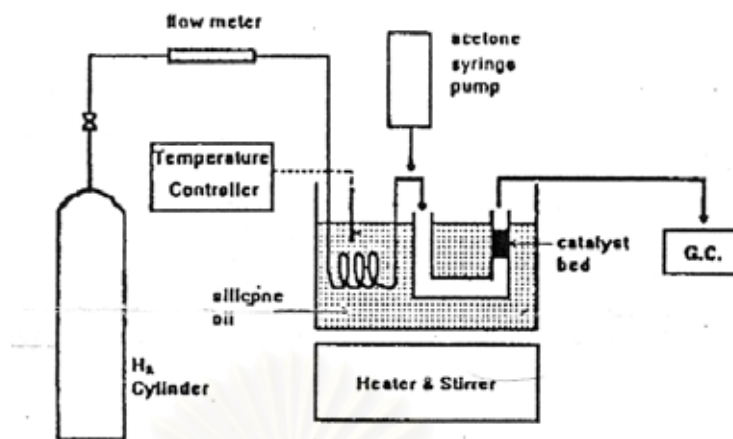 flow meter
acetone
syringe
pump
Temperature
Controller
catalyst
bed
G.C.
silicone
oil
H₂
Cylinder
Heater & Stirrer